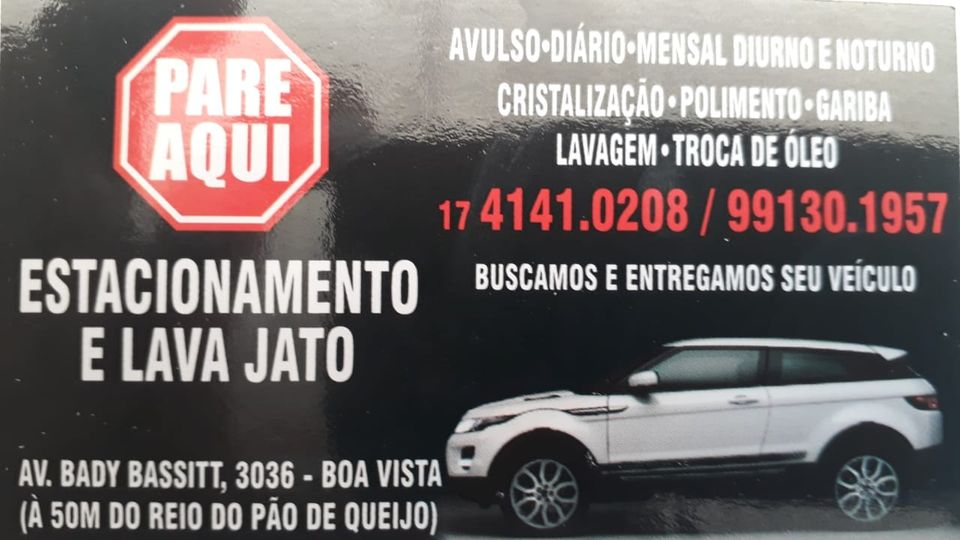 PARE
AQUI
ESTACIONAMENTO
E LAVA JATO
AV. BADY BASSITT, 3036 - BOA VISTA
(À 50M DO REIO DO PÃO DE QUEIJO)
AVULSO•DIÁRIO•MENSAL DIURNO E NOTURNO
CRISTALIZAÇÃO•POLIMENTO•GARIBA
LAVAGEM•TROCA DE ÓLEO
17 4141.0208 / 99130.1957
BUSCAMOS E ENTREGAMOS SEU VEÍCULO